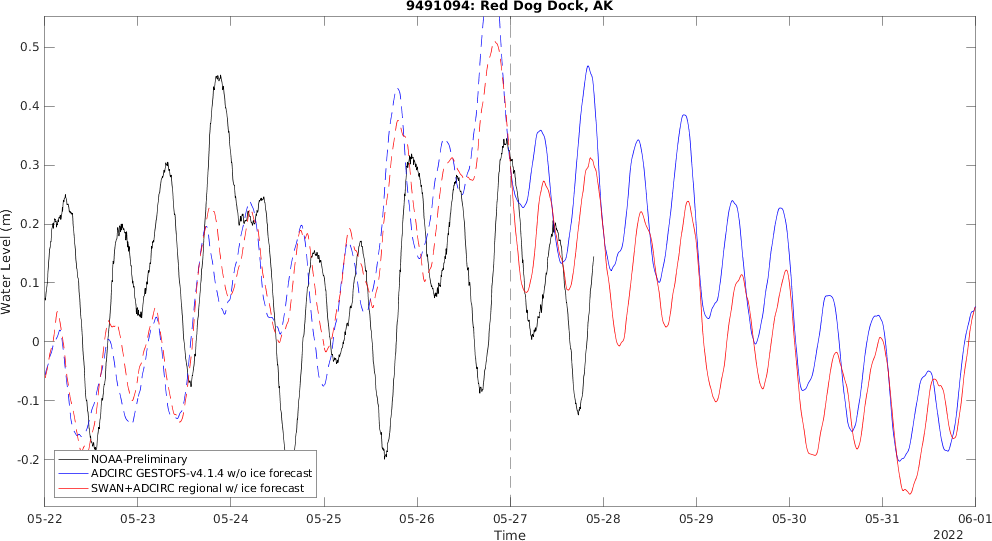 9491094: Red Dog Dock, AK
Water Level (m)
0.5
0.4
0.3
0.2
0.1
0
-0.1
-0.2
NOAA-Preliminary
ADCIRC GESTOFS-v4.1.4 w/o ice forecast
SWAN+ADCIRC regional w/ ice forecast
05-22 05-23 05-24 05-25 05-26 05-27 05-28 05-29 05-30 05-31 06-01
Time
2022